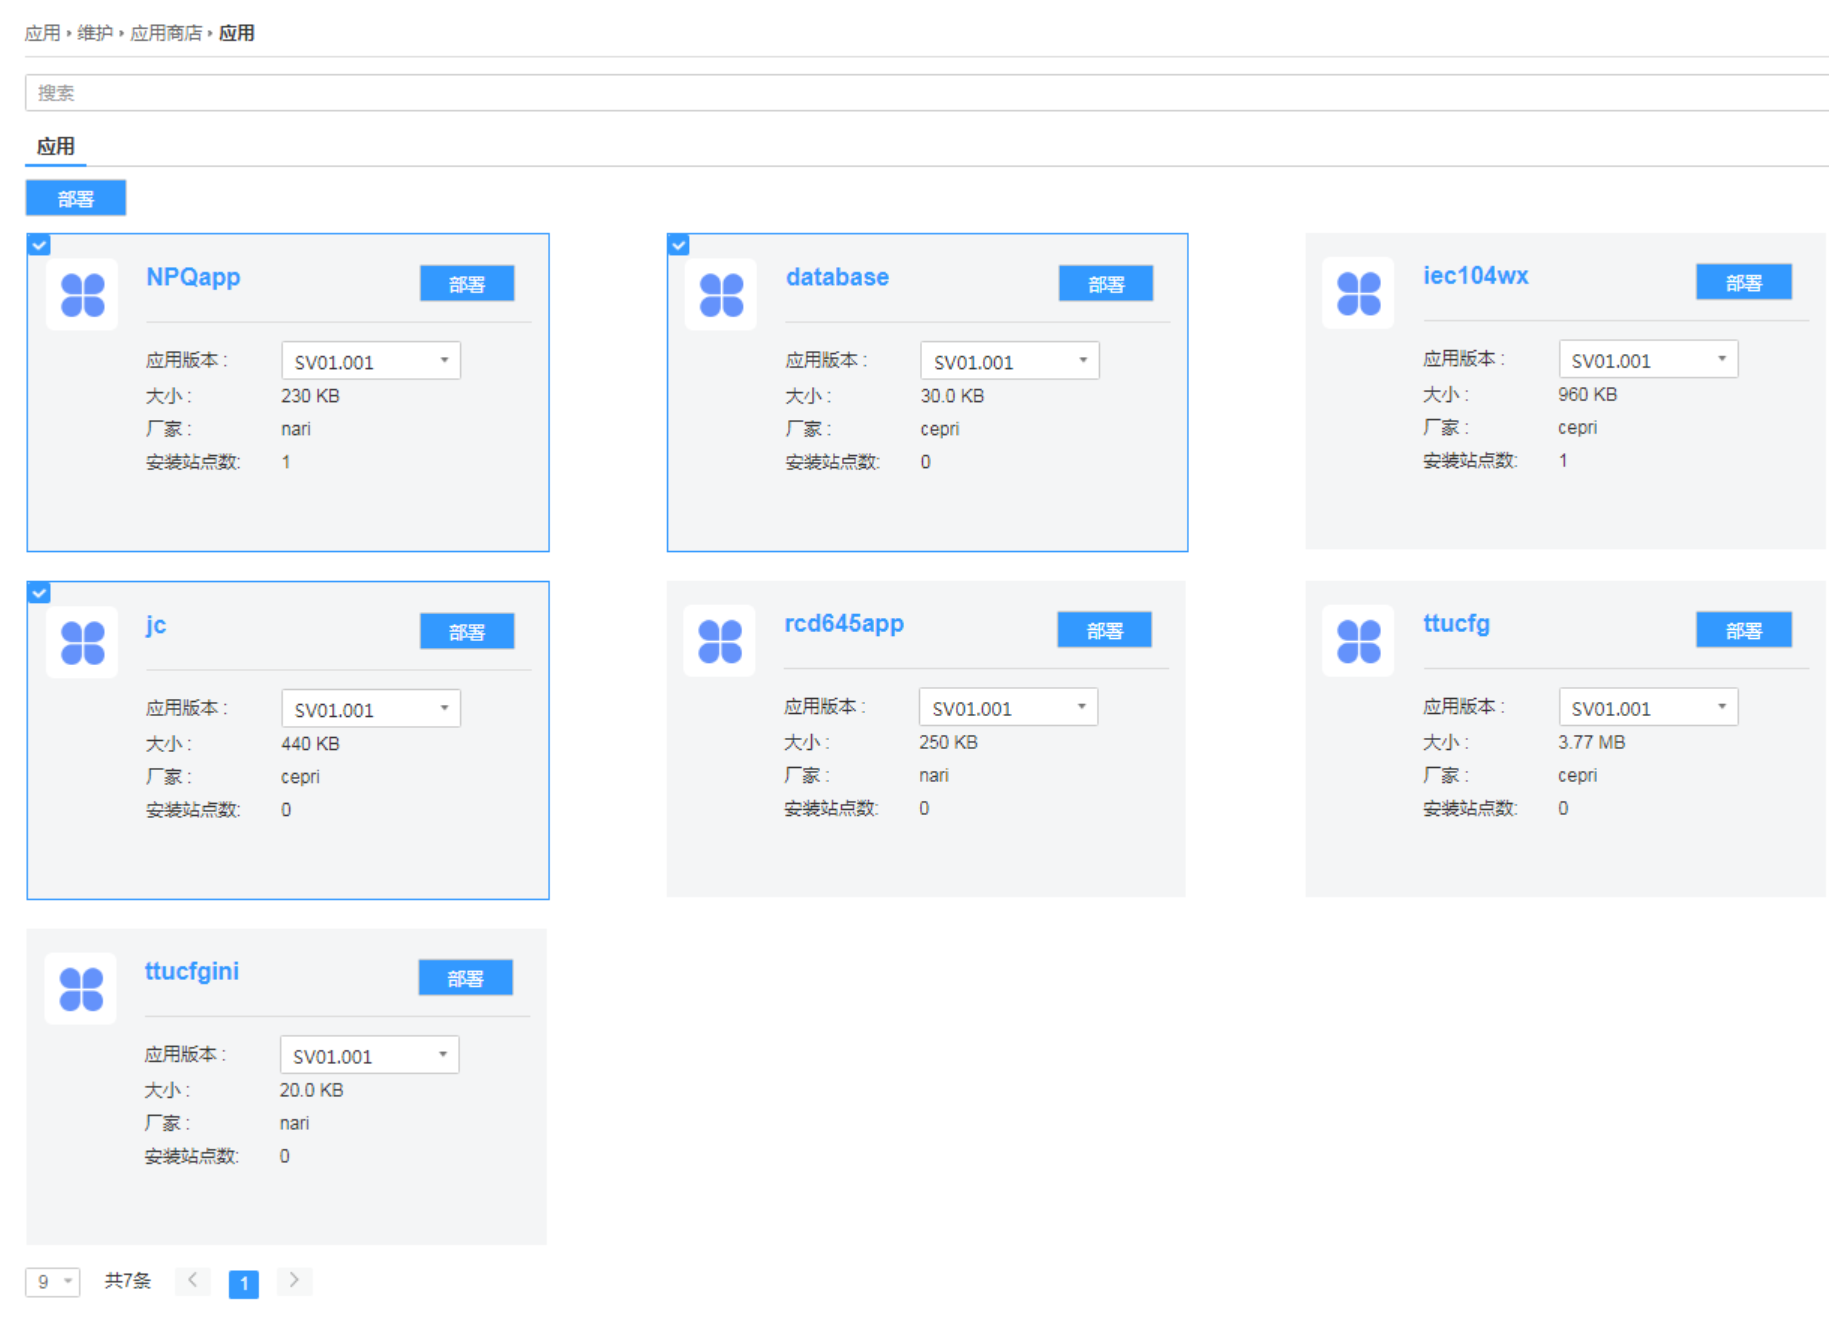 应用 › 维护 › 应用商店 › 应用
搜索
应用
部署
NPQapp
部署
应用版本 :
SV01.001
大小 :
230 KB
厂家 :
nari
安装站点数:
1
database
部署
应用版本 :
SV01.001
大小 :
30.0 KB
厂家 :
cepri
安装站点数:
0
iec104wx
部署
应用版本 :
SV01.001
大小 :
960 KB
厂家 :
cepri
安装站点数:
1
jc
部署
应用版本 :
SV01.001
大小 :
440 KB
厂家 :
cepri
安装站点数:
0
rcd645app
部署
应用版本 :
SV01.001
大小 :
250 KB
厂家 :
nari
安装站点数:
0
ttucfg
部署
应用版本 :
SV01.001
大小 :
3.77 MB
厂家 :
cepri
安装站点数:
0
ttucfgini
部署
应用版本 :
SV01.001
大小 :
20.0 KB
厂家 :
nari
安装站点数:
0
9 共7条 < 1 >